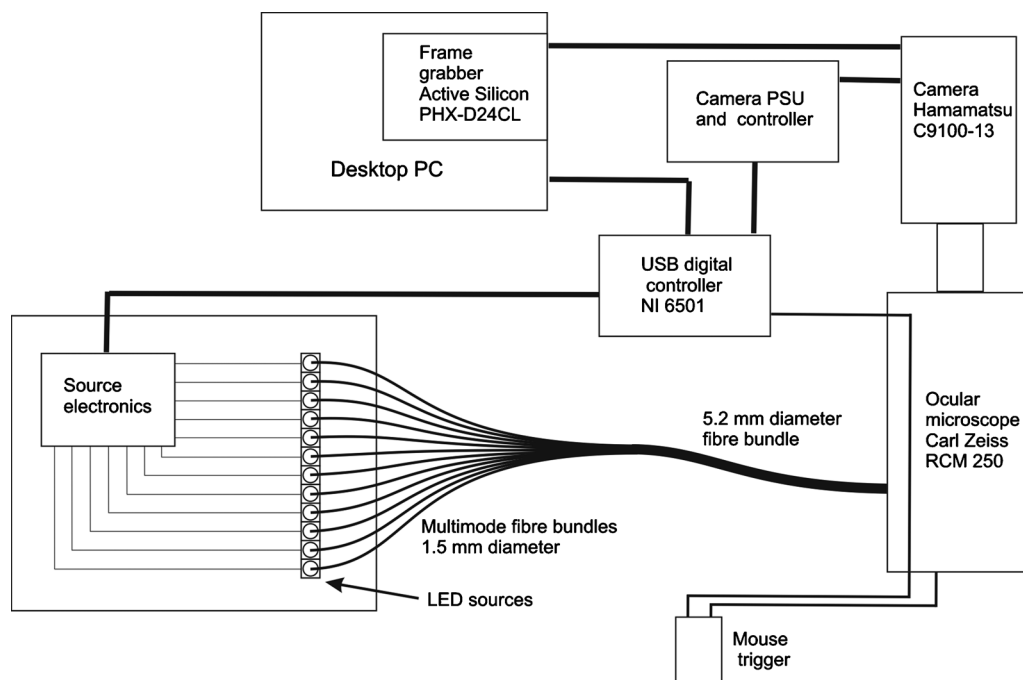 Frame
grabber
Active Silicon
PHX-D24CL
Desktop PC
Camera PSU
and controller
Camera
Hamamatsu
C9100-13
USB digital
controller
NI 6501
Source
electronics
5.2 mm diameter
fibre bundle
Ocular
microscope
Carl Zeiss
RCM 250
Multimode fibre bundles
1.5 mm diameter
LED sources
Mouse
trigger